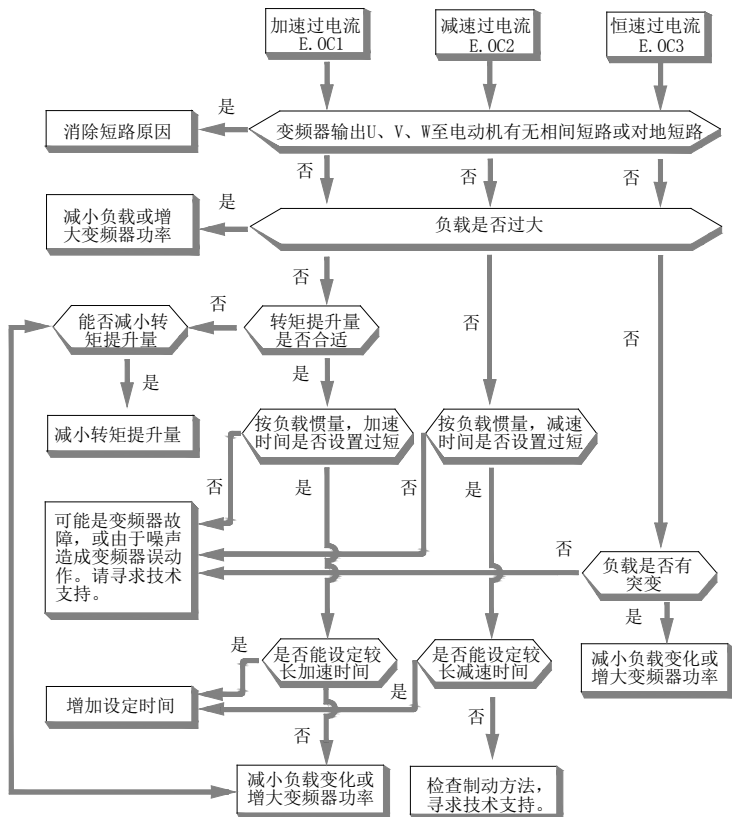 加速过电流
E.OC1
减速过电流
E.OC2
恒速过电流
E.OC3
是
消除短路原因
变频器输出U、V、W至电动机有无相间短路或对地短路
否
否
否
是
减小负载或增
大变频器功率
负载是否过大
否
否
否
能否减小转
矩提升量
否
转矩提升量
是否合适
是
是
减小转矩提升量
按负载惯量，加速
时间是否设置过短
按负载惯量，减速
时间是否设置过短
否
是
否
是
可能是变频器故
障，或由于噪声
造成变频器误动
作。请寻求技术
支持。
否
负载是否有
突变
是
是
是否能设定较
长加速时间
是否能设定较
长减速时间
减小负载变化或
增大变频器功率
增加设定时间
是
否
否
减小负载变化或
增大变频器功率
检查制动方法，
寻求技术支持。